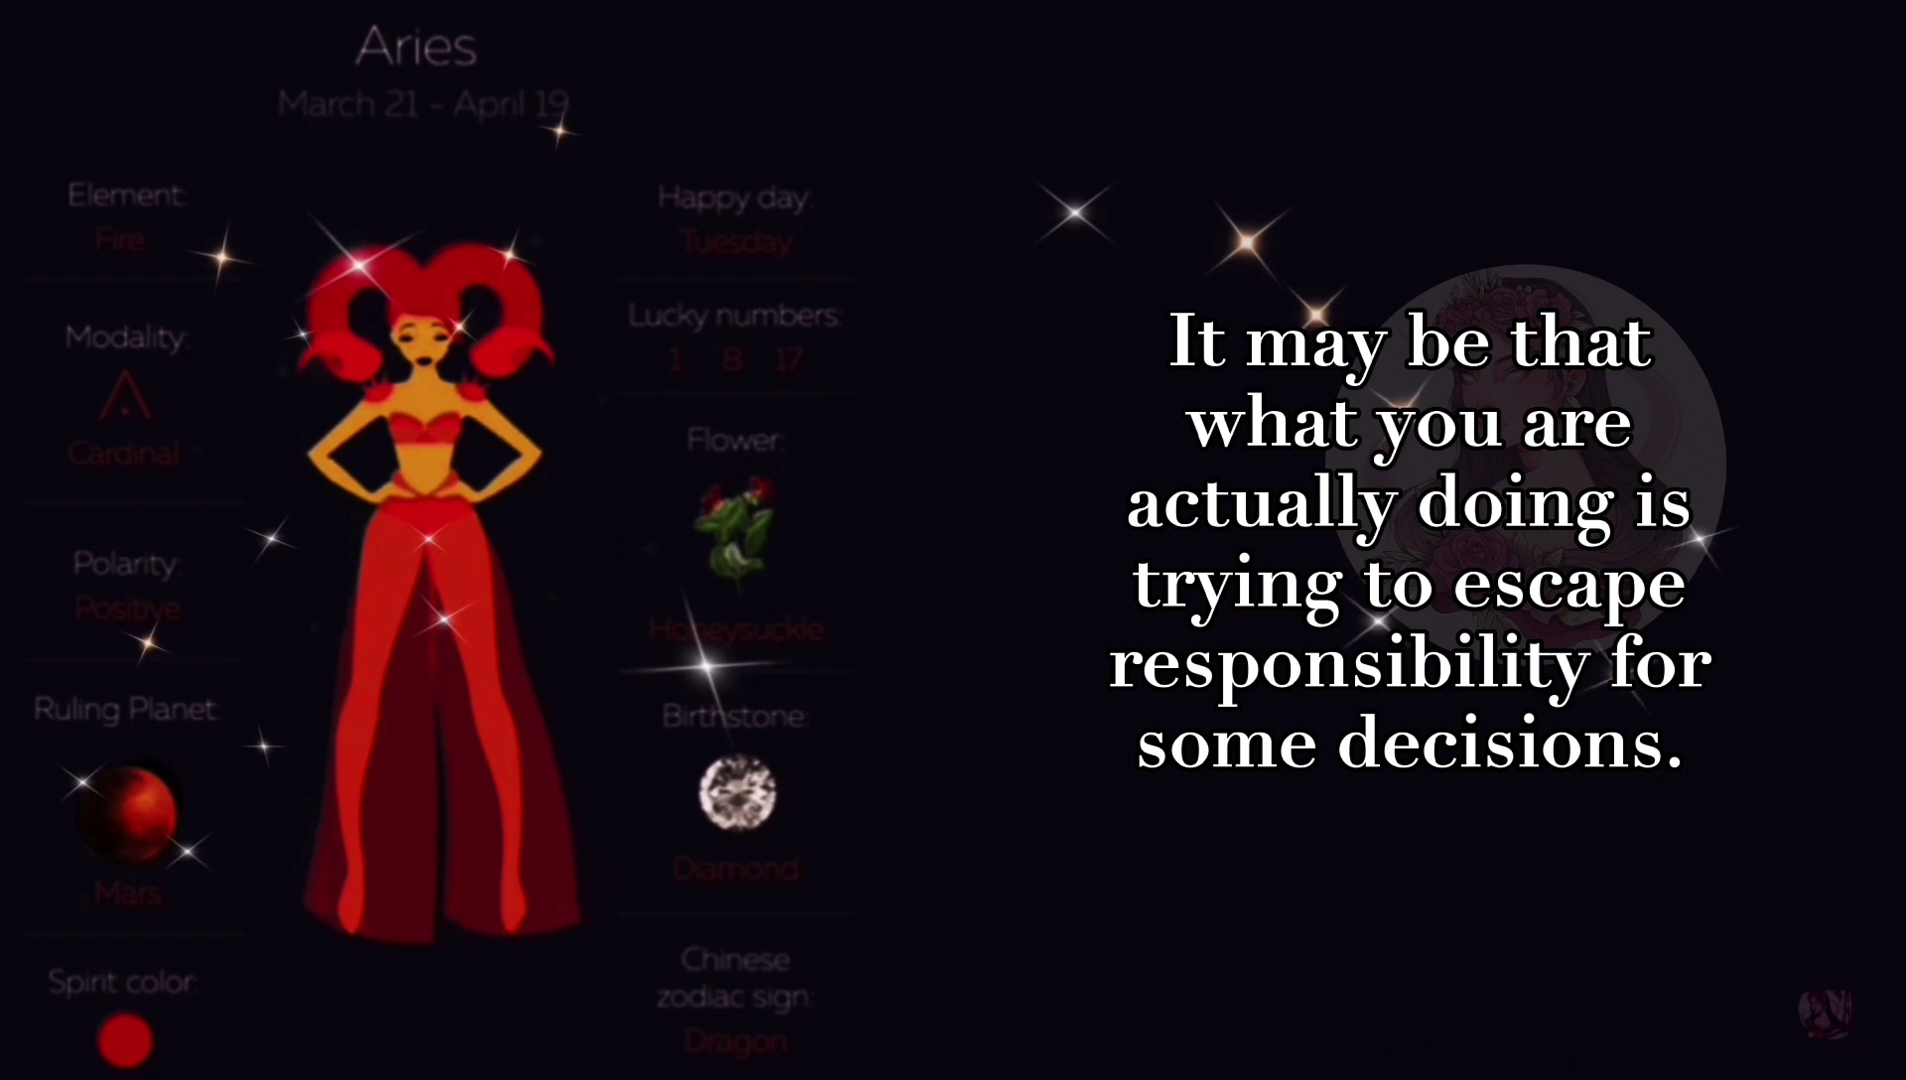 Aries
March 21 - April 19
Element:
Fire
Modality:
Cardinal
Polarity:
Positive
Ruling Planet:
Mars
Spirit color:
Happy day:
Tuesday
Lucky numbers:
1 8 17
Flower:
Honeysuckle
Birthstone:
Diamond
Chinese
zodiac sign:
Dragon
It may be that
what you are
actually doing is
trying to escape
responsibility for
some decisions.